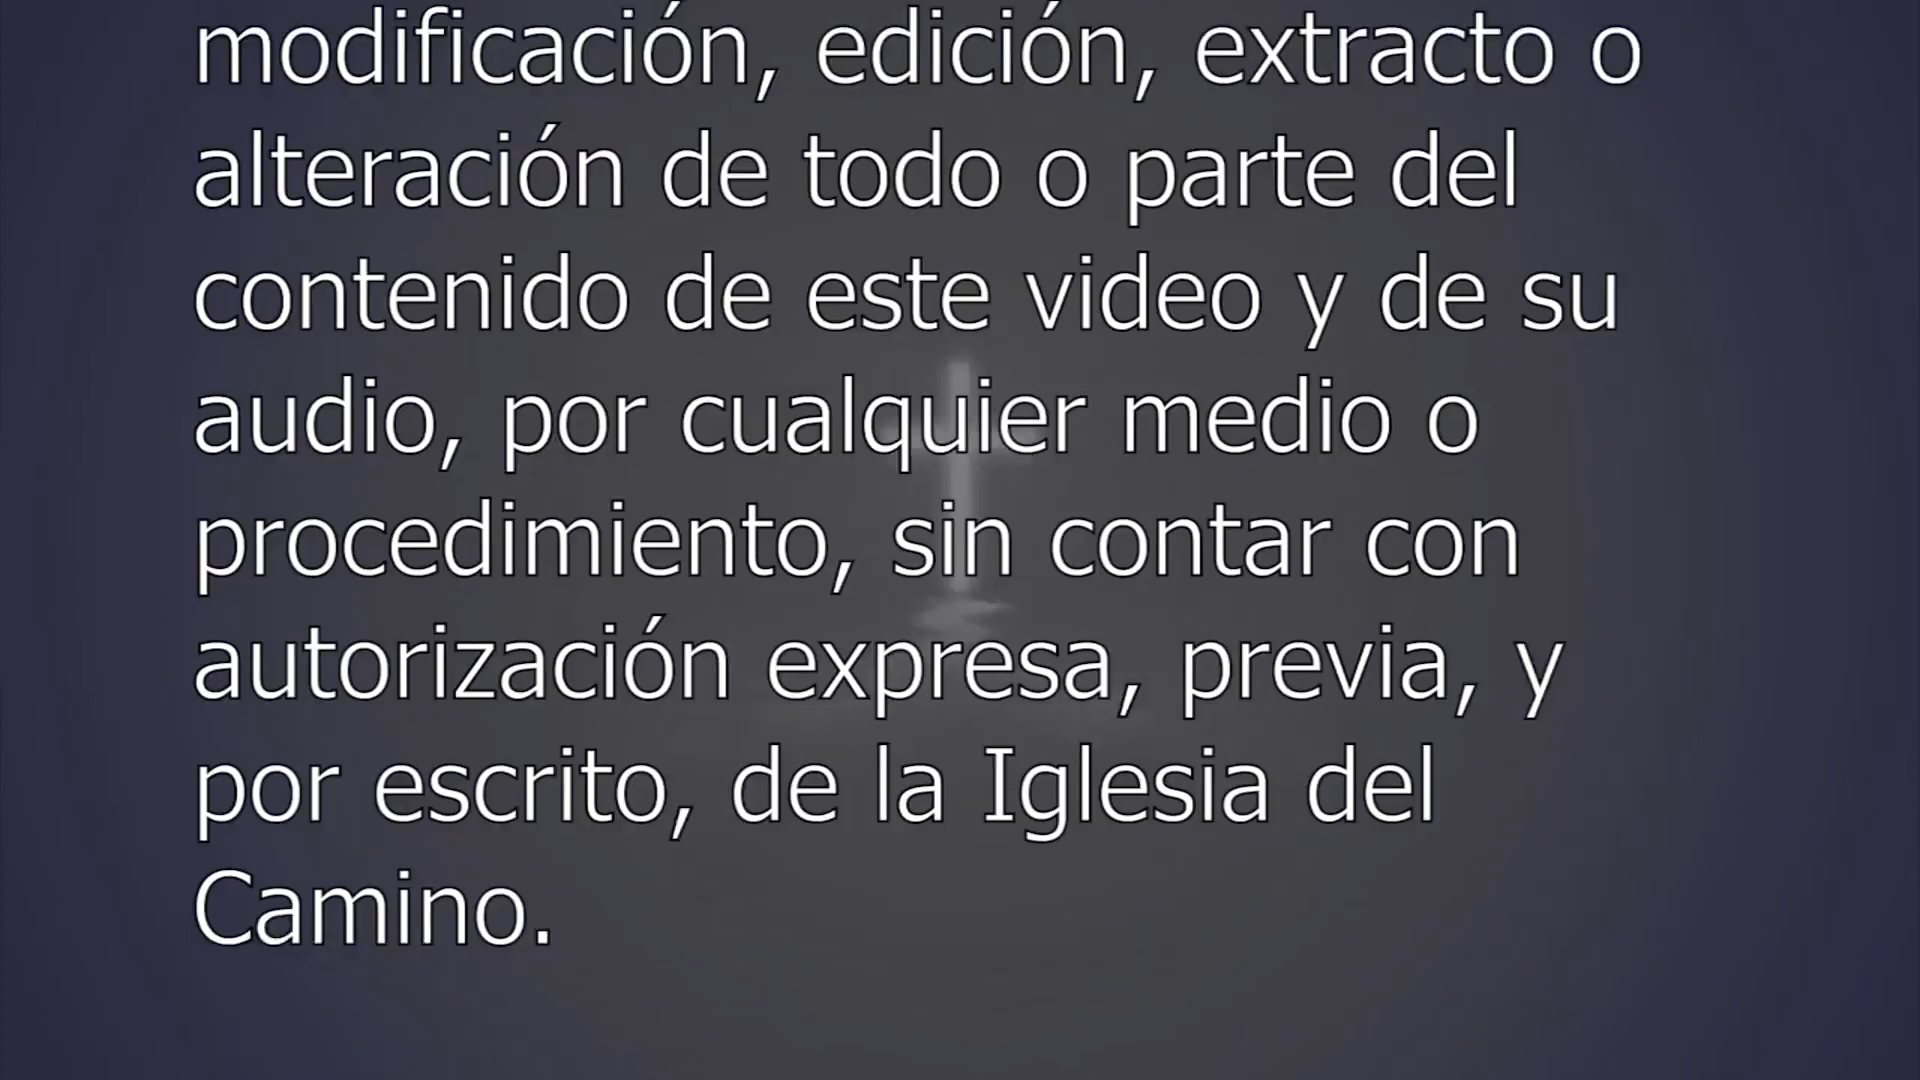 modificación, edición, extracto o
alteración de todo o parte del
contenido de este video y de su
audio, por cualquier medio o
procedimiento, sin contar con
autorización expresa, previa, y
por escrito, de la Iglesia del
Camino.